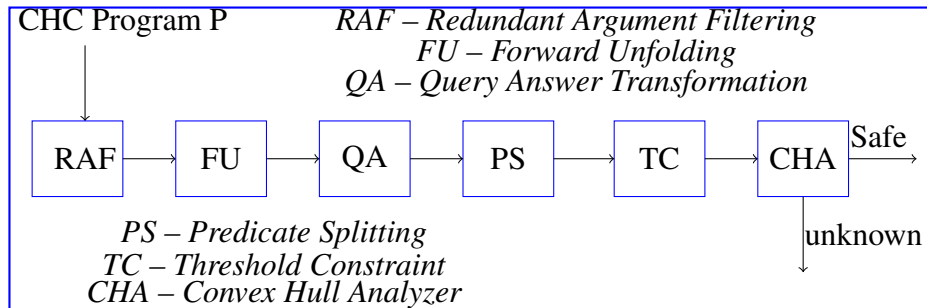 CHC Program P
RAF – Redundant Argument Filtering
FU – Forward Unfolding
QA – Query Answer Transformation
RAF
FU
QA
PS
TC
CHA
Safe
unknown
PS – Predicate Splitting
TC – Threshold Constraint
CHA – Convex Hull Analyzer